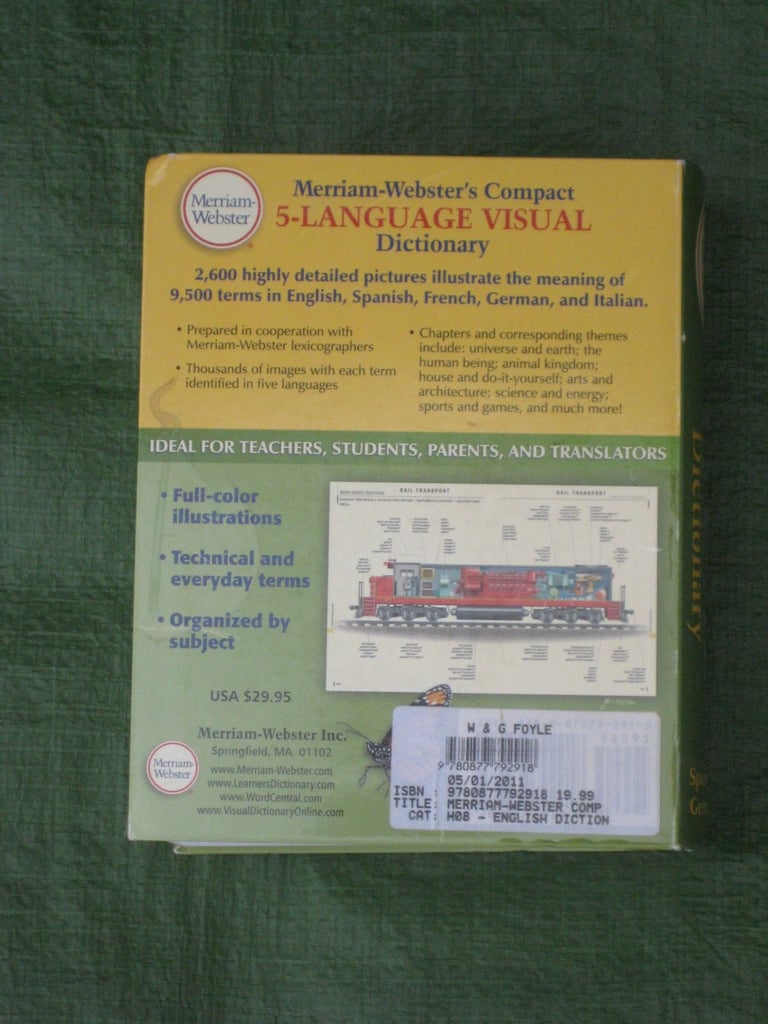 Merriam-
Webster
Merriam-Webster's Compact
5-LANGUAGE VISUAL
Dictionary
2,600 highly detailed pictures illustrate the meaning of
9,500 terms in English, Spanish, French, German, and Italian.
• Prepared in cooperation with
Merriam-Webster lexicographers
• Thousands of images with each term
identified in five languages
• Chapters and corresponding themes
include: universe and earth; the
human being; animal kingdom;
house and do-it-yourself; arts and
architecture; science and energy;
sports and games, and much more!
IDEAL FOR TEACHERS, STUDENTS, PARENTS, AND TRANSLATORS
• Full-color
illustrations
• Technical and
everyday terms
• Organized by
subject
RAIL TRANSPORT
RAIL TRANSPORT
USA $29.95
Merriam-Webster Inc.
Springfield, MA 01102
www.Merriam-Webster.com
www.LearnersDictionary.com
www.WordCentral.com
www.VisualDictionaryOnline.com
Merriam-
Webster
W & G FOYLE
9 780877 792918
05/01/2011
ISBN : 9780877792918 19.99
TITLE: MERRIAM-WEBSTER COMP
CAT: H08 - ENGLISH DICTION
Dictionary